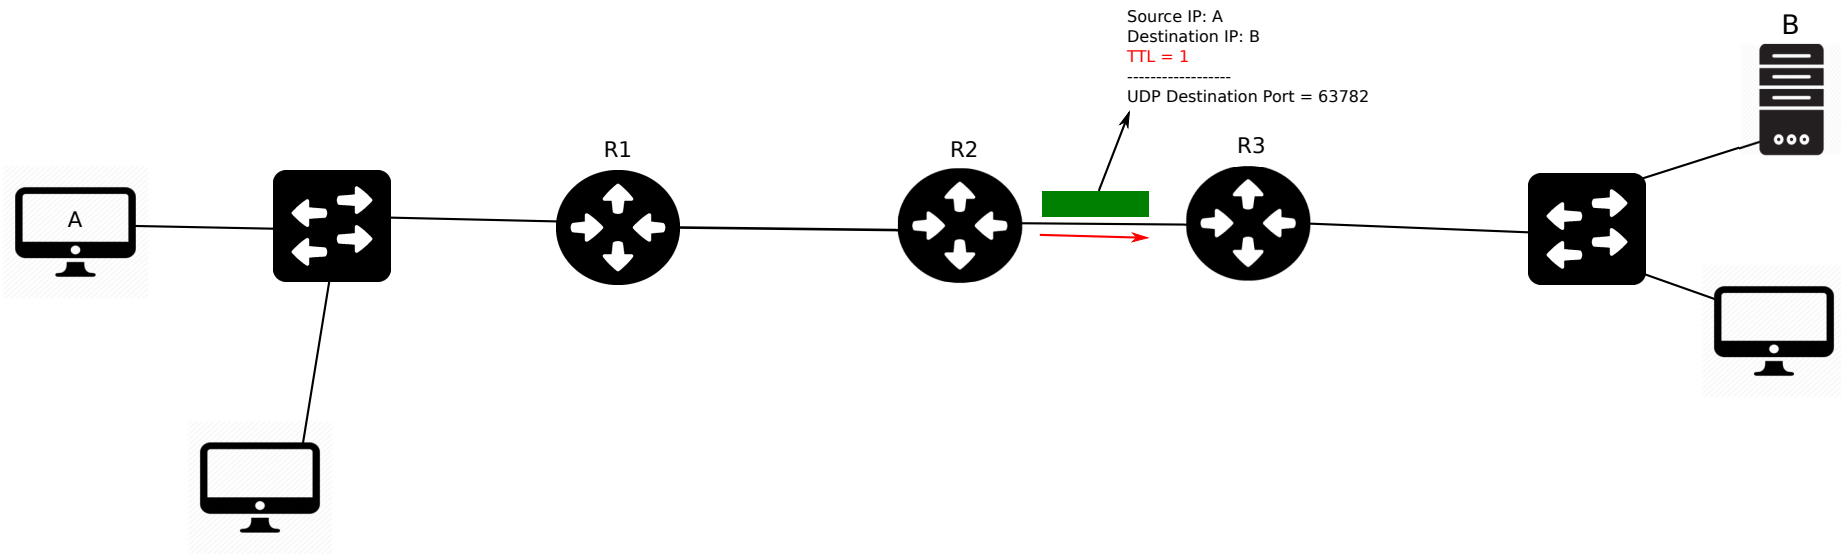 Source IP: A
Destination IP: B
TTL = 1
------------------
UDP Destination Port = 63782
B
R1
R2
R3
A